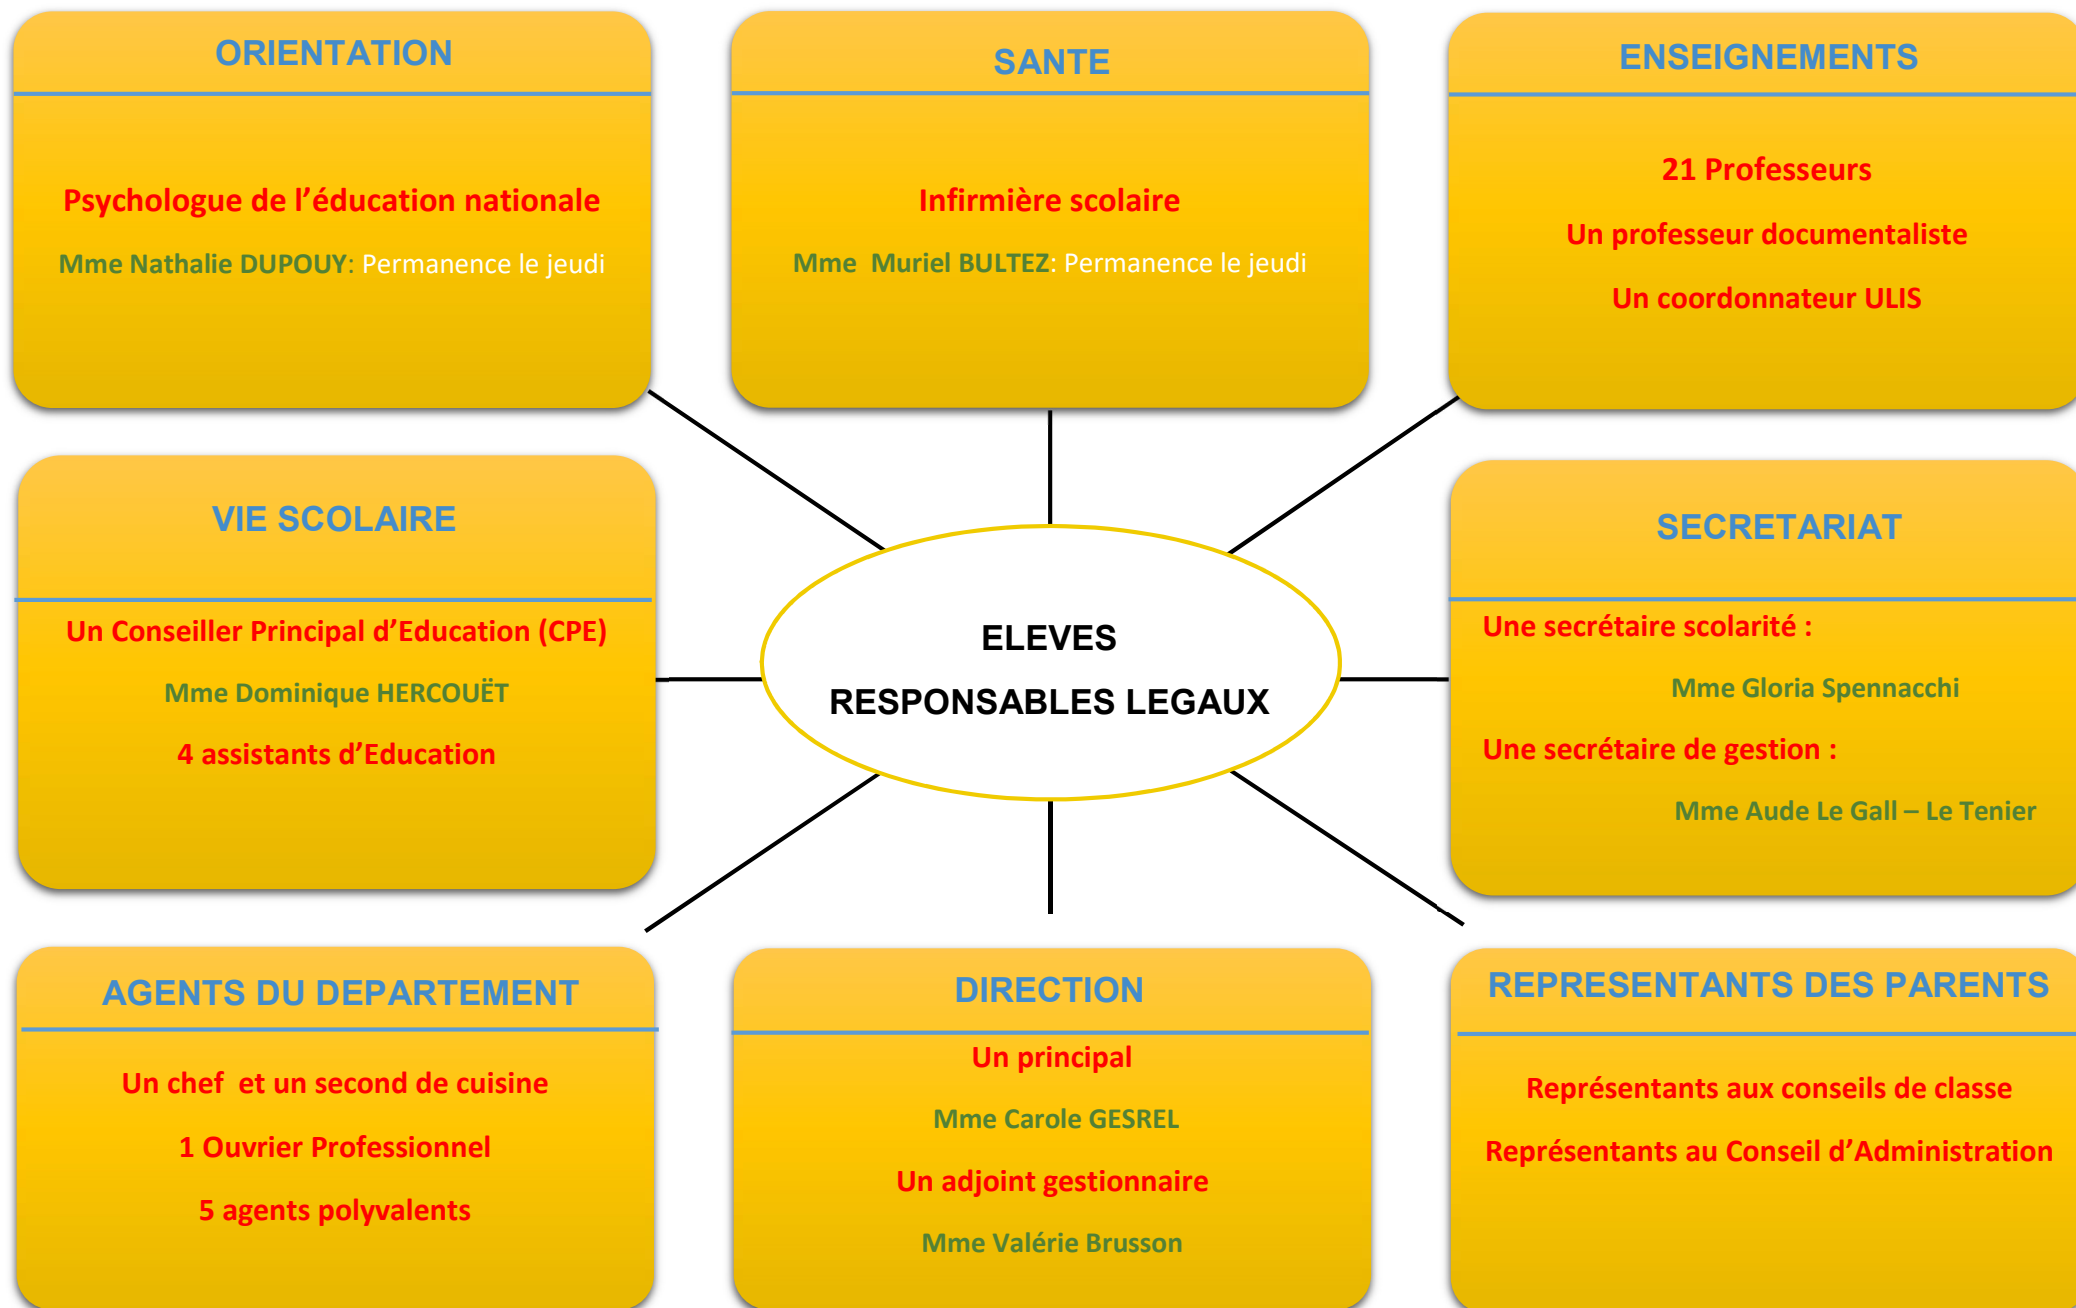 ORIENTATION
Psychologue de l’éducation nationale
Mme Nathalie DUPOUY: Permanence le jeudi
SANTE
Infirmière scolaire
Mme  Muriel BULTEZ: Permanence le jeudi
ENSEIGNEMENTS
21 Professeurs
Un professeur documentaliste
Un coordonnateur ULIS
VIE SCOLAIRE
Un Conseiller Principal d’Education (CPE)
Mme Dominique HERCOUËT
4 assistants d’Education
ELEVES
RESPONSABLES LEGAUX
SECRETARIAT
Une secrétaire scolarité :
Mme Gloria Spennacchi
Une secrétaire de gestion :
Mme Aude Le Gall – Le Tenier
AGENTS DU DEPARTEMENT
Un chef  et un second de cuisine
1 Ouvrier Professionnel
5 agents polyvalents
DIRECTION
Un principal
Mme Carole GESREL
Un adjoint gestionnaire
Mme Valérie Brusson
REPRESENTANTS DES PARENTS
Représentants aux conseils de classe
Représentants au Conseil d’Administration